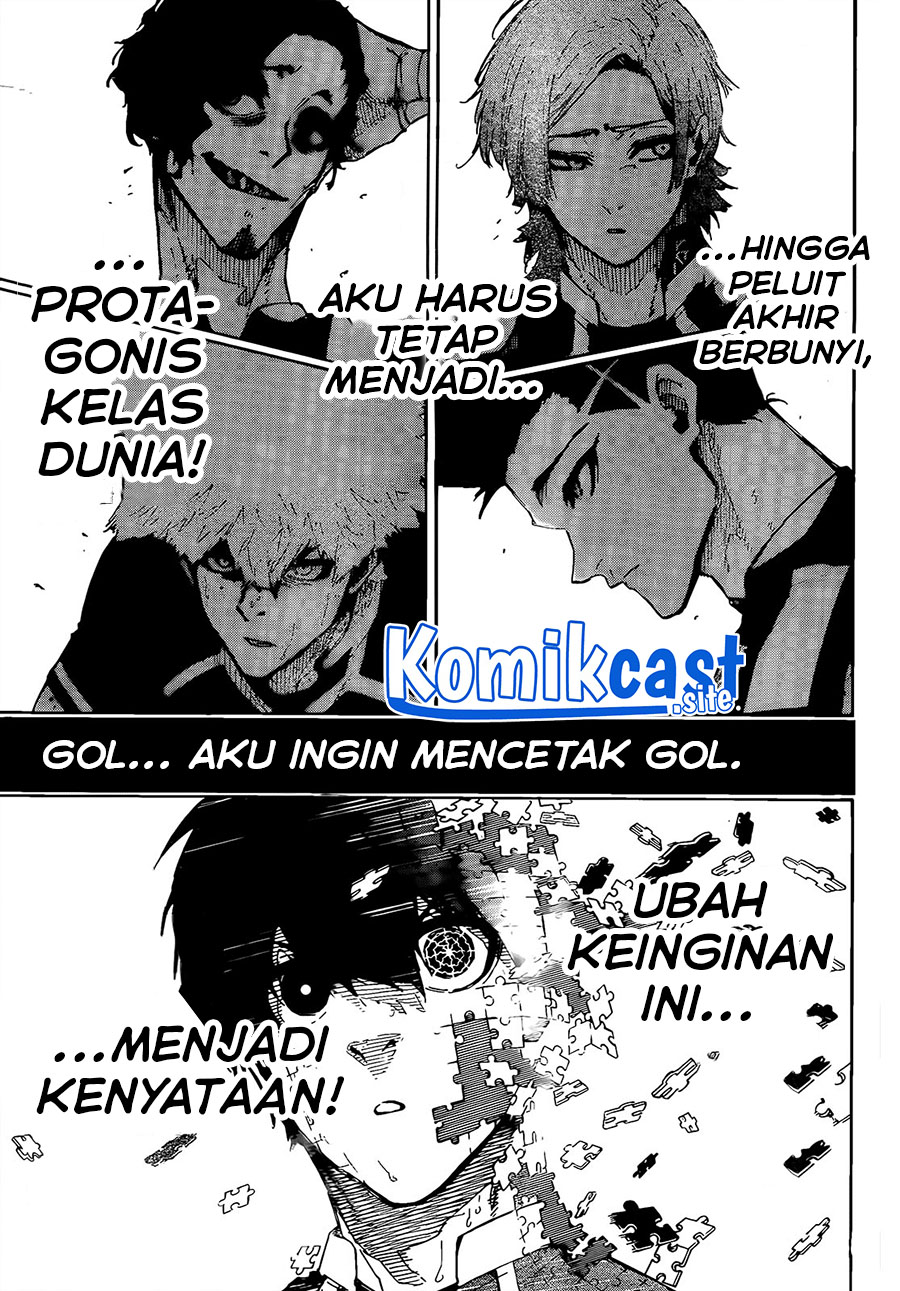 ...HINGGA
PELUIT
AKHIR
BERBUNYI,
AKU HARUS
TETAP
MENJADI...
...
PROTA-
GONIS
KELAS
DUNIA!
Komikcast
.site
GOL... AKU INGIN MENCETAK GOL.
UBAH
KEINGINAN
INI...
...MENJADI
KENYATAAN!